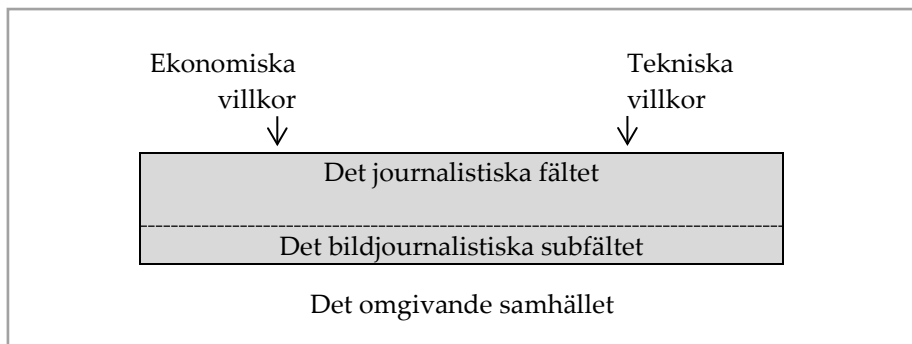 Ekonomiska
villkor
Tekniska
villkor
Det journalistiska fältet
Det bildjournalistiska subfältet
Det omgivande samhället